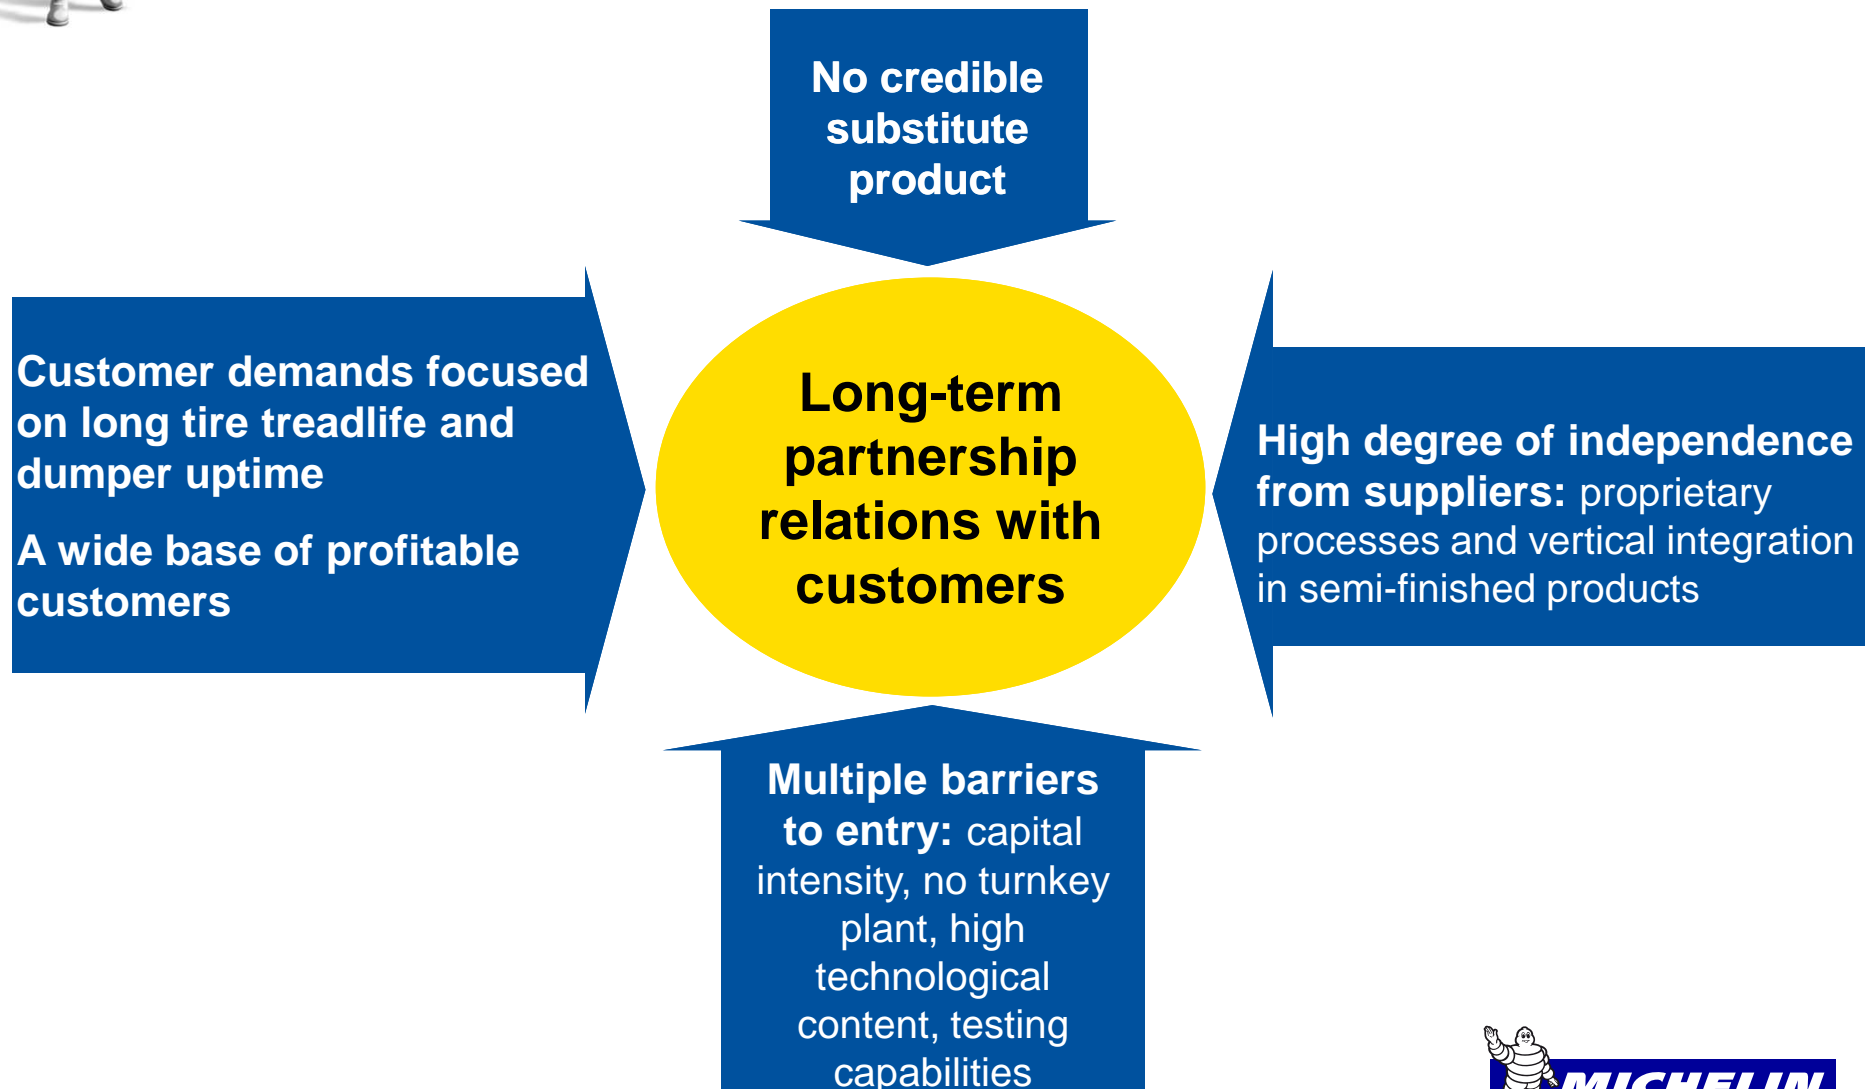 No credible
substitute
product
Customer demands focused
on long tire treadlife and
dumper uptime
A wide base of profitable
customers
Long-term
partnership
relations with
customers
High degree of independence
from suppliers: proprietary
processes and vertical integration
in semi-finished products
Multiple barriers
to entry: capital
intensity, no turnkey
plant, high
technological
content, testing
capabilities
MICHELIN